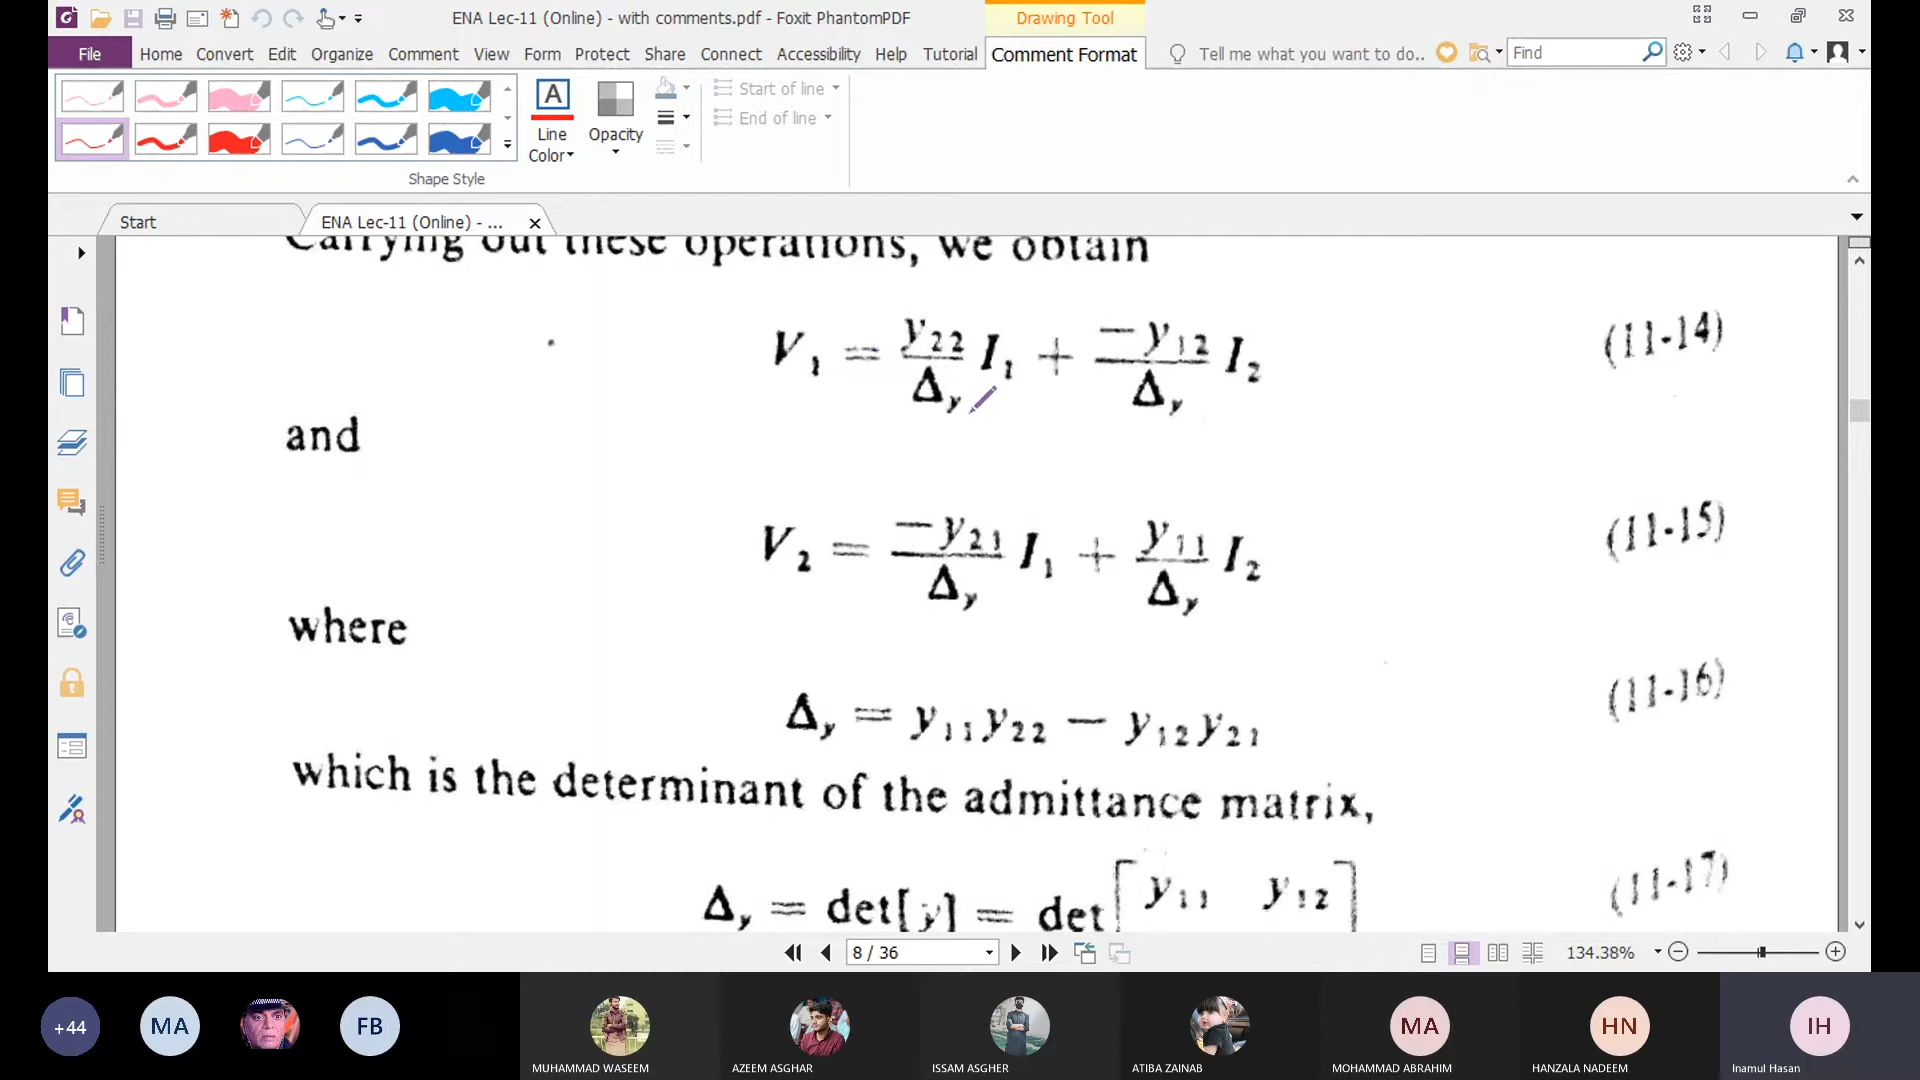 ENA Lec-11 (Online) - with comments.pdf - Foxit PhantomPDF
Drawing Tool
File Home Convert Edit Organize Comment View Form Protect Share Connect Accessibility Help Tutorial Comment Format Tell me what you want to do.. Find
A
Line Color
Opacity
Start of line
End of line
Shape Style
Start
ENA Lec-11 (Online) - ...
Carrying out these operations, we obtain
V₁ = y₂₂/Δy I₁ + −y₁₂/Δy I₂ (11-14)
and
V₂ = −y₂₁/Δy I₁ + y₁₁/Δy I₂ (11-15)
where
Δy = y₁₁y₂₂ − y₁₂y₂₁ (11-16)
which is the determinant of the admittance matrix,
Δy = det[y] = det [ y₁₁ y₁₂ ] (11-17)
8 / 36
134.38%
+44 MA FB MA HN IH
MUHAMMAD WASEEM AZEEM ASGHAR ISSAM ASGHER ATIBA ZAINAB MOHAMMAD ABRAHIM HANZALA NADEEM Inamul Hasan